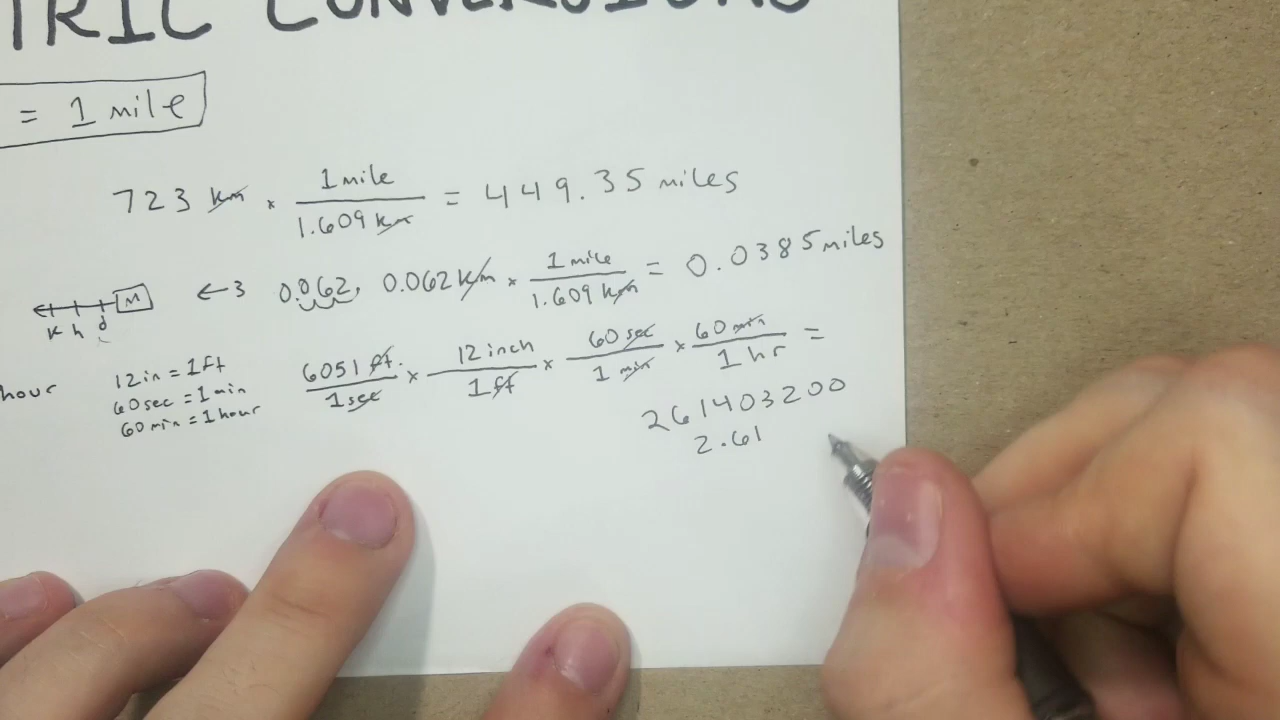 TRIC CONVERSIONS
= 1 mile
723 km × 1 mile / 1.609 km = 449.35 miles
M ← 3 0.062, 0.062 km × 1 mile / 1.609 km = 0.0385 miles
K h d
hour 12 in = 1 ft 6051 ft. / 1 sec × 12 inch / 1 ft × 60 sec / 1 min × 60 min / 1 hr =
60 sec = 1 min
60 min = 1 hour
261403200
2.61